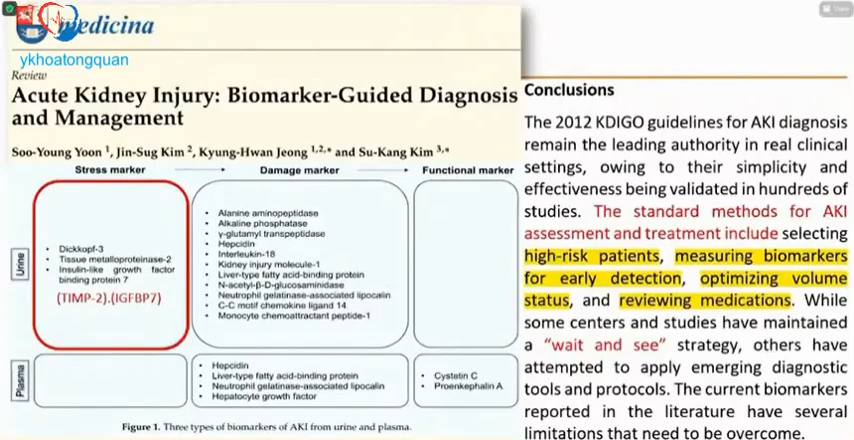 medicina
ykhoatongquan
Review
Acute Kidney Injury: Biomarker-Guided Diagnosis
and Management
Soo-Young Yoon 1, Jin-Sug Kim 2, Kyung-Hwan Jeong 1,2,* and Su-Kang Kim 3,*
Stress marker
Damage marker
Functional marker
Urine
• Dickkopf-3
• Tissue metalloproteinase-2
• Insulin-like growth factor
binding protein 7
(TIMP-2).(IGFBP7)
• Alanine aminopeptidase
• Alkaline phosphatase
• γ-glutamyl transpeptidase
• Hepcidin
• Interleukin-18
• Kidney injury molecule-1
• Liver-type fatty acid-binding protein
• N-acetyl-β-D-glucosaminidase
• Neutrophil gelatinase-associated lipocalin
• C-C motif chemokine ligand 14
• Monocyte chemoattractant peptide-1
Plasma
• Hepcidin
• Liver-type fatty acid-binding protein
• Neutrophil gelatinase-associated lipocalin
• Hepatocyte growth factor
• Cystatin C
• Proenkephalin A
Figure 1. Three types of biomarkers of AKI from urine and plasma.
Conclusions
The 2012 KDIGO guidelines for AKI diagnosis
remain the leading authority in real clinical
settings, owing to their simplicity and
effectiveness being validated in hundreds of
studies. The standard methods for AKI
assessment and treatment include selecting
high-risk patients, measuring biomarkers
for early detection, optimizing volume
status, and reviewing medications. While
some centers and studies have maintained
a “wait and see” strategy, others have
attempted to apply emerging diagnostic
tools and protocols. The current biomarkers
reported in the literature have several
limitations that need to be overcome.